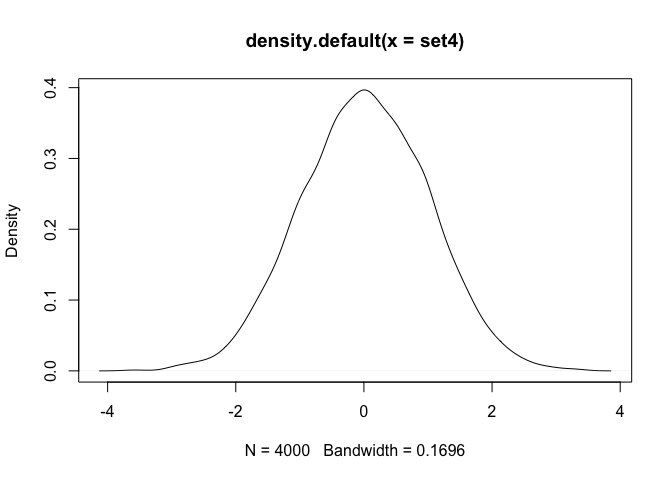 density.default(x = set4)
Density
0.4
0.3
0.2
0.1
0.0
-4 -2 0 2 4
N = 4000 Bandwidth = 0.1696